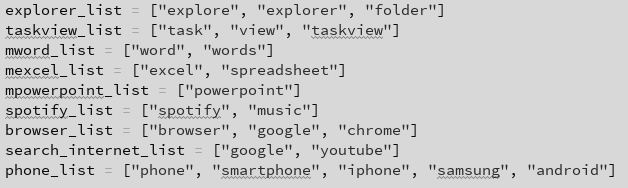 explorer_list = ["explore", "explorer", "folder"]
taskview_list = ["task", "view", "taskview"]
mword_list = ["word", "words"]
mexcel_list = ["excel", "spreadsheet"]
mpowerpoint_list = ["powerpoint"]
spotify_list = ["spotify", "music"]
browser_list = ["browser", "google", "chrome"]
search_internet_list = ["google", "youtube"]
phone_list = ["phone", "smartphone", "iphone", "samsung", "android"]